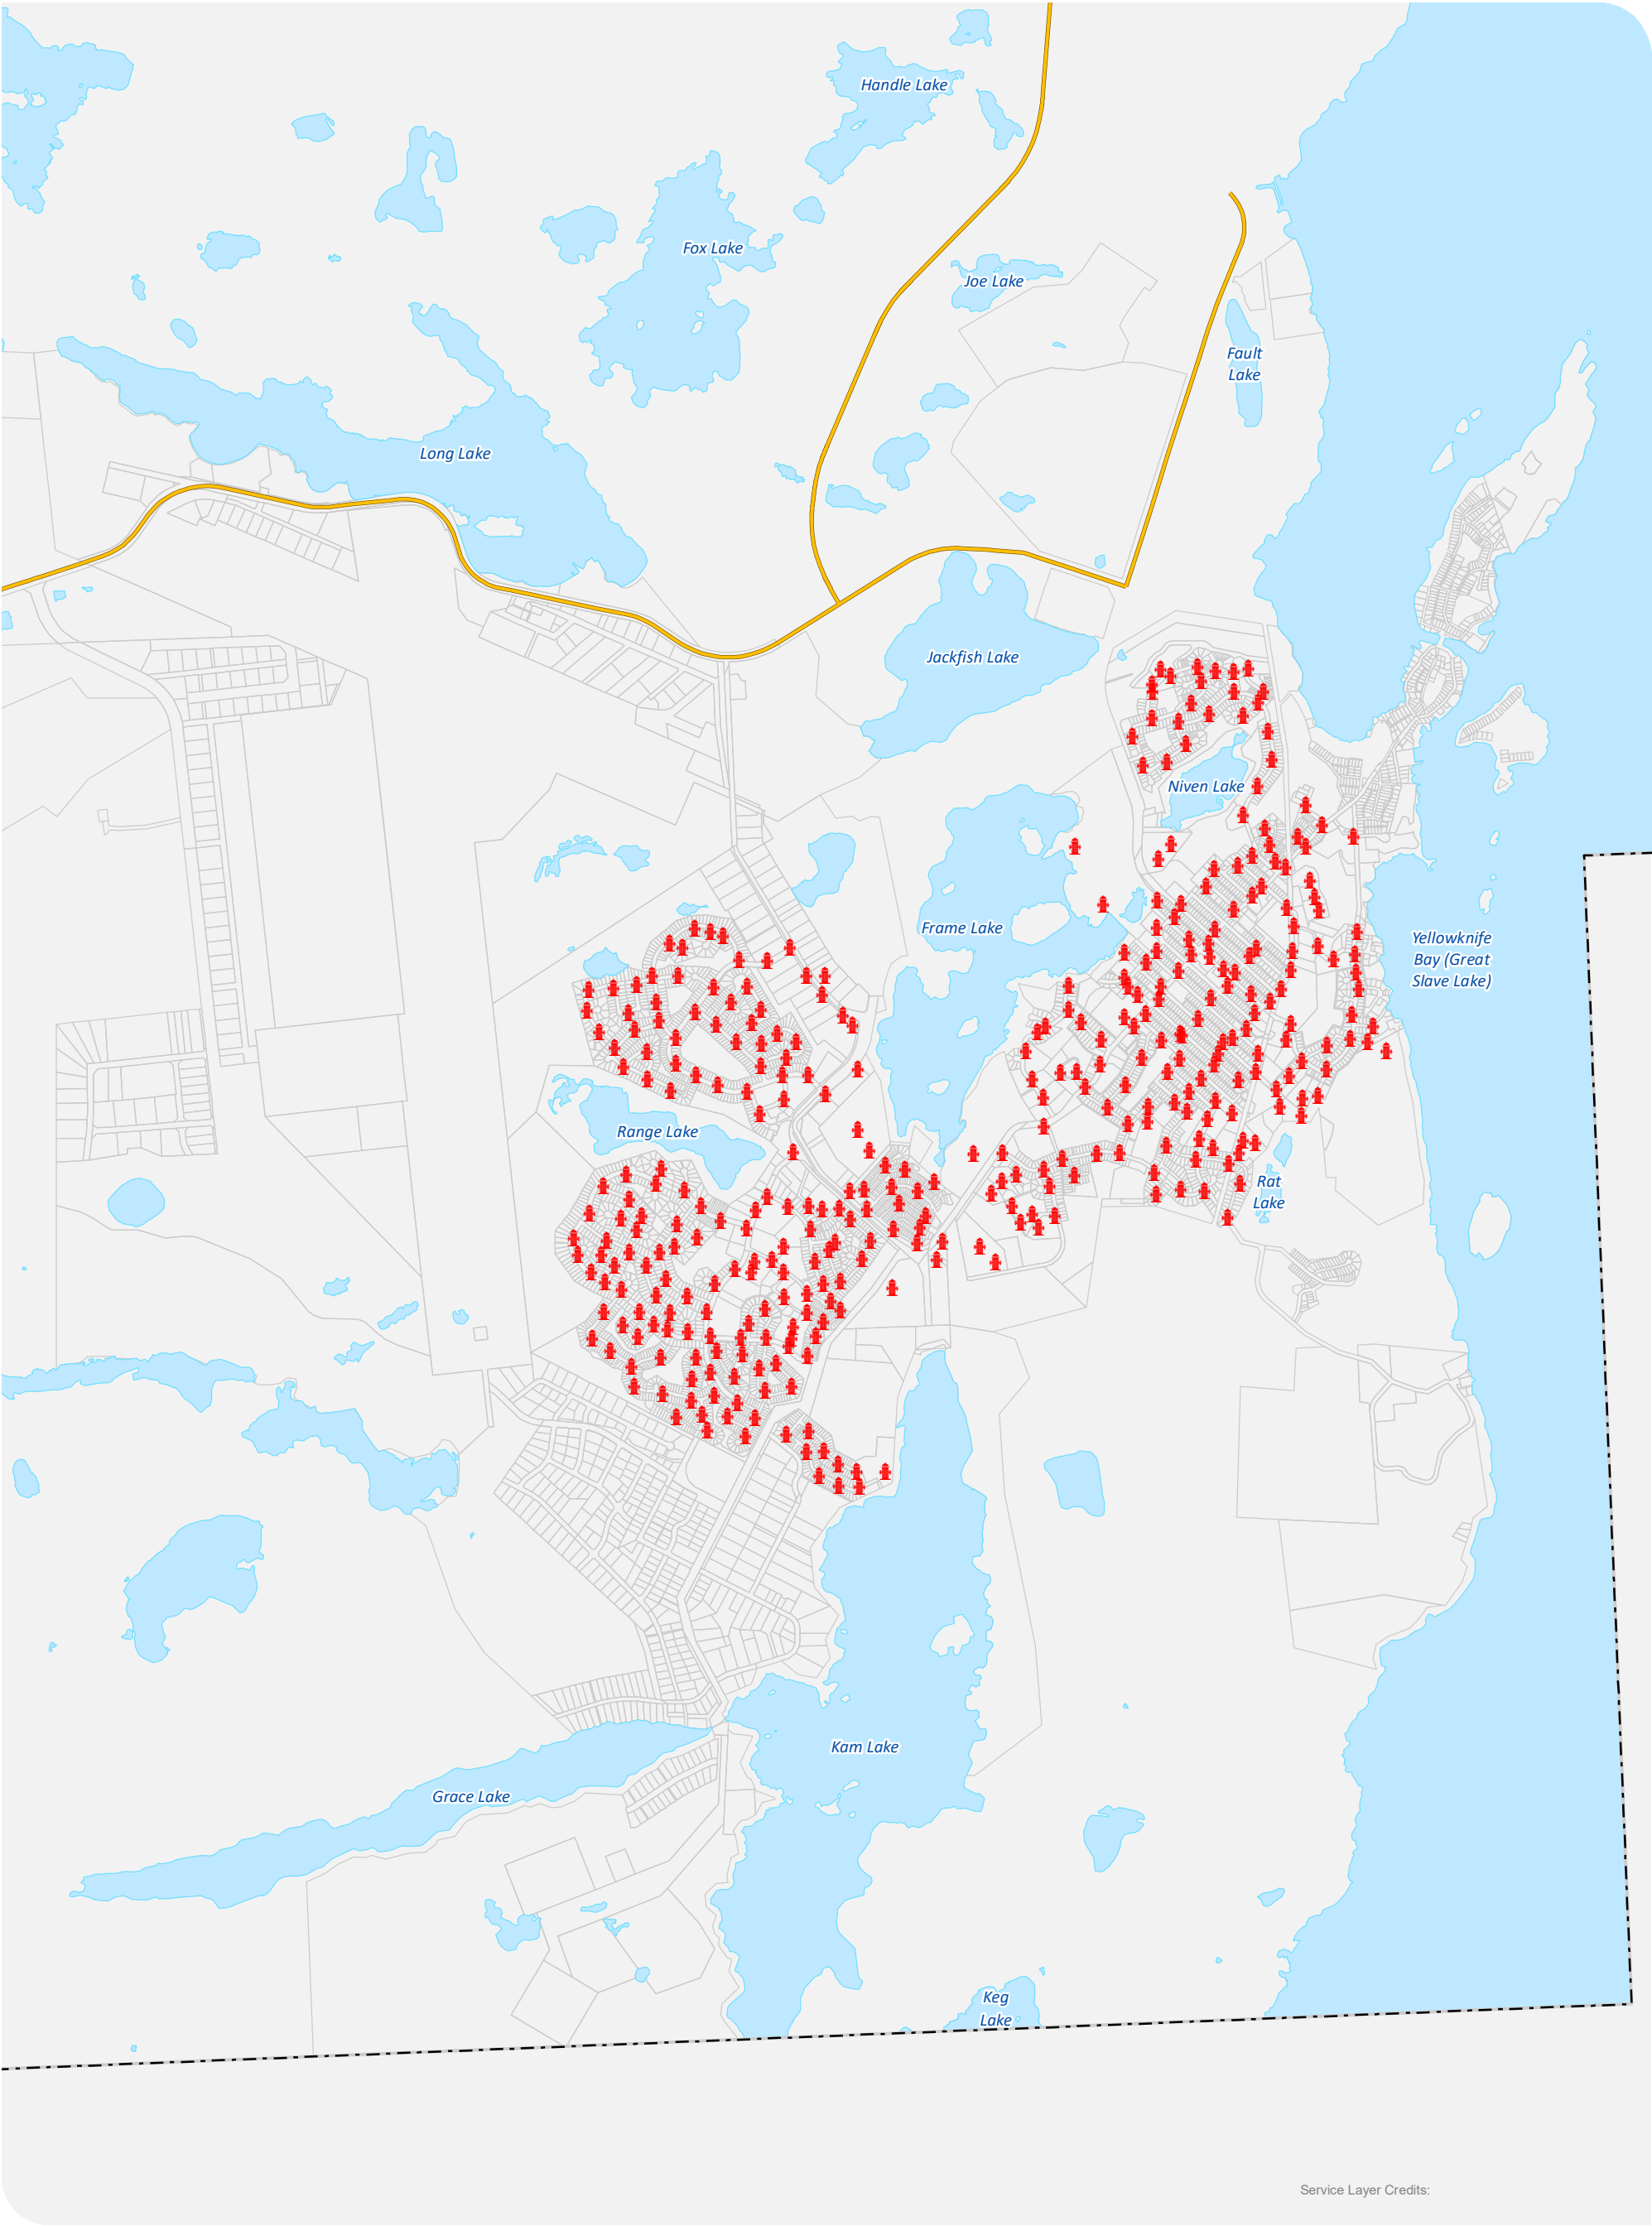 Handle Lake
Fox Lake
Joe Lake
Fault
Lake
Long Lake
Jackfish Lake
Niven Lake
Frame Lake
Yellowknife
Bay (Great
Slave Lake)
Range Lake
Rat
Lake
Kam Lake
Grace Lake
Keg
Lake
Service Layer Credits: